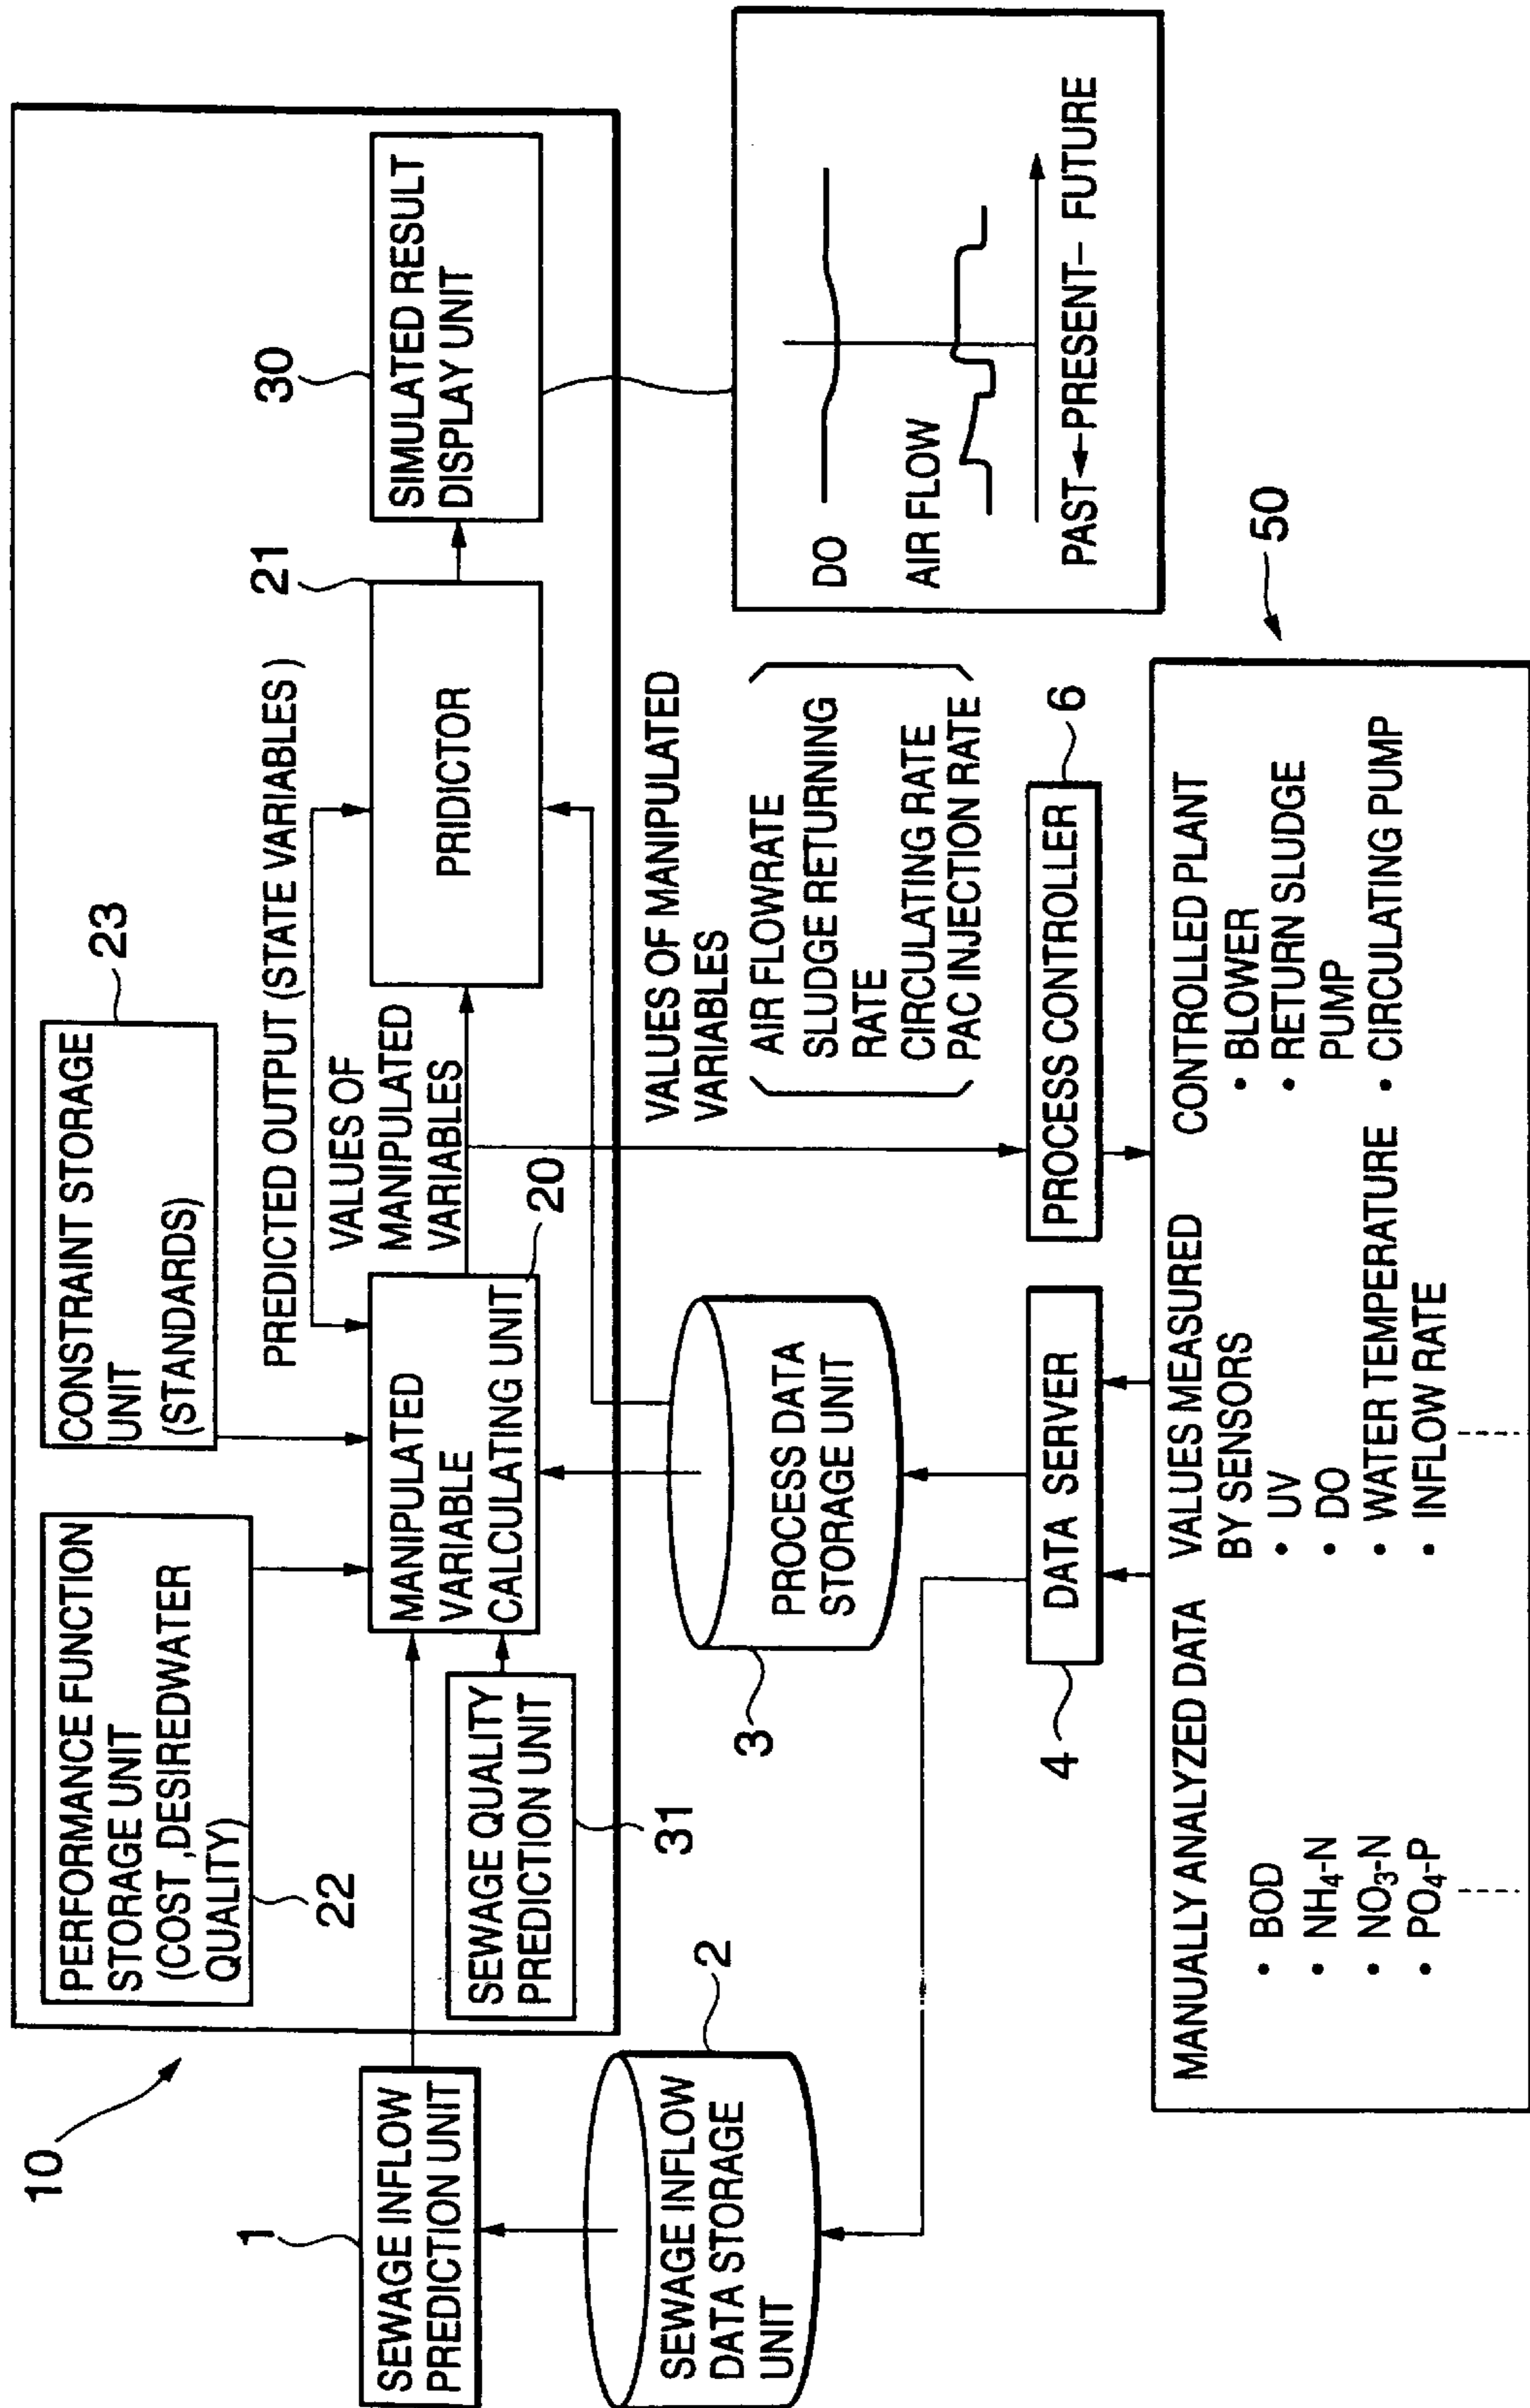 10
PERFORMANCE FUNCTION
STORAGE UNIT
(COST ,DESIREDWATER
QUALITY)
22
CONSTRAINT STORAGE
UNIT
(STANDARDS)
23
PREDICTED OUTPUT (STATE VARIABLES )
VALUES OF
MANIPULATED
VARIABLES
1
SEWAGE INFLOW
PREDICTION UNIT
MANIPULATED
VARIABLE
CALCULATING UNIT
20
PRIDICTOR
21
SIMULATED RESULT
DISPLAY UNIT
30
SEWAGE QUALITY
PREDICTION UNIT
31
SEWAGE INFLOW
DATA STORAGE
UNIT
2
PROCESS DATA
STORAGE UNIT
3
VALUES OF MANIPULATED
VARIABLES
AIR FLOWRATE
SLUDGE RETURNING
RATE
CIRCULATING RATE
PAC INJECTION RATE
DO
AIR FLOW
PAST PRESENT FUTURE
DATA SERVER
4
PROCESS CONTROLLER
6
50
MANUALLY ANALYZED DATA
• BOD
• NH₄-N
• NO₃-N
• PO₄-P
VALUES MEASURED
BY SENSORS
• UV
• DO
• WATER TEMPERATURE
• INFLOW RATE
CONTROLLED PLANT
• BLOWER
• RETURN SLUDGE
PUMP
• CIRCULATING PUMP